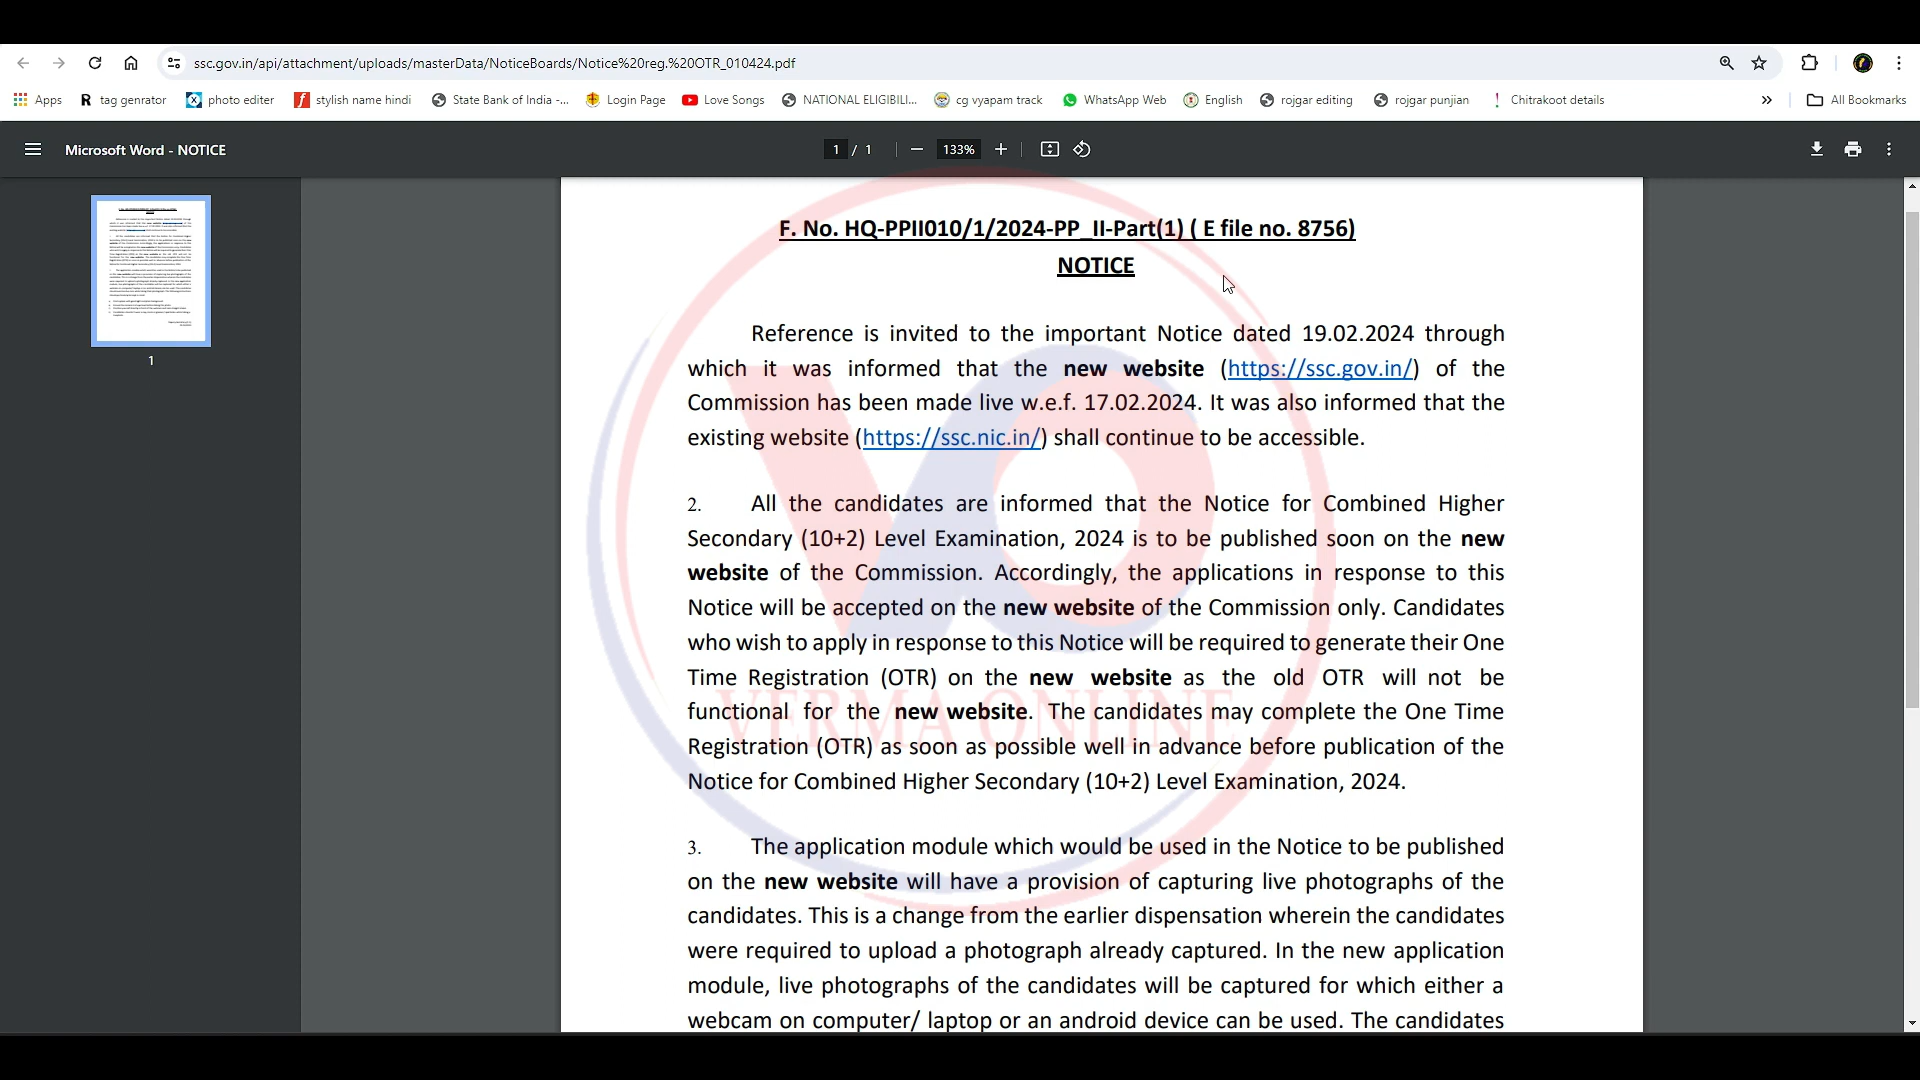 ssc.gov.in/api/attachment/uploads/masterData/NoticeBoards/Notice%20reg.%20OTR_010424.pdf
Apps tag genrator photo editer stylish name hindi State Bank of India -... Login Page Love Songs NATIONAL ELIGIBILI... cg vyapam track WhatsApp Web English rojgar editing rojgar punjian Chitrakoot details » All Bookmarks
Microsoft Word - NOTICE 1 / 1 − 133% +
1
F. No. HQ-PPII010/1/2024-PP_II-Part(1) ( E file no. 8756)
NOTICE
Reference is invited to the important Notice dated 19.02.2024 through
which it was informed that the new website (https://ssc.gov.in/) of the
Commission has been made live w.e.f. 17.02.2024. It was also informed that the
existing website (https://ssc.nic.in/) shall continue to be accessible.
2. All the candidates are informed that the Notice for Combined Higher
Secondary (10+2) Level Examination, 2024 is to be published soon on the new
website of the Commission. Accordingly, the applications in response to this
Notice will be accepted on the new website of the Commission only. Candidates
who wish to apply in response to this Notice will be required to generate their One
Time Registration (OTR) on the new website as the old OTR will not be
functional for the new website. The candidates may complete the One Time
VERMA ONLINE
Registration (OTR) as soon as possible well in advance before publication of the
Notice for Combined Higher Secondary (10+2) Level Examination, 2024.
3. The application module which would be used in the Notice to be published
on the new website will have a provision of capturing live photographs of the
candidates. This is a change from the earlier dispensation wherein the candidates
were required to upload a photograph already captured. In the new application
module, live photographs of the candidates will be captured for which either a
webcam on computer/ laptop or an android device can be used. The candidates